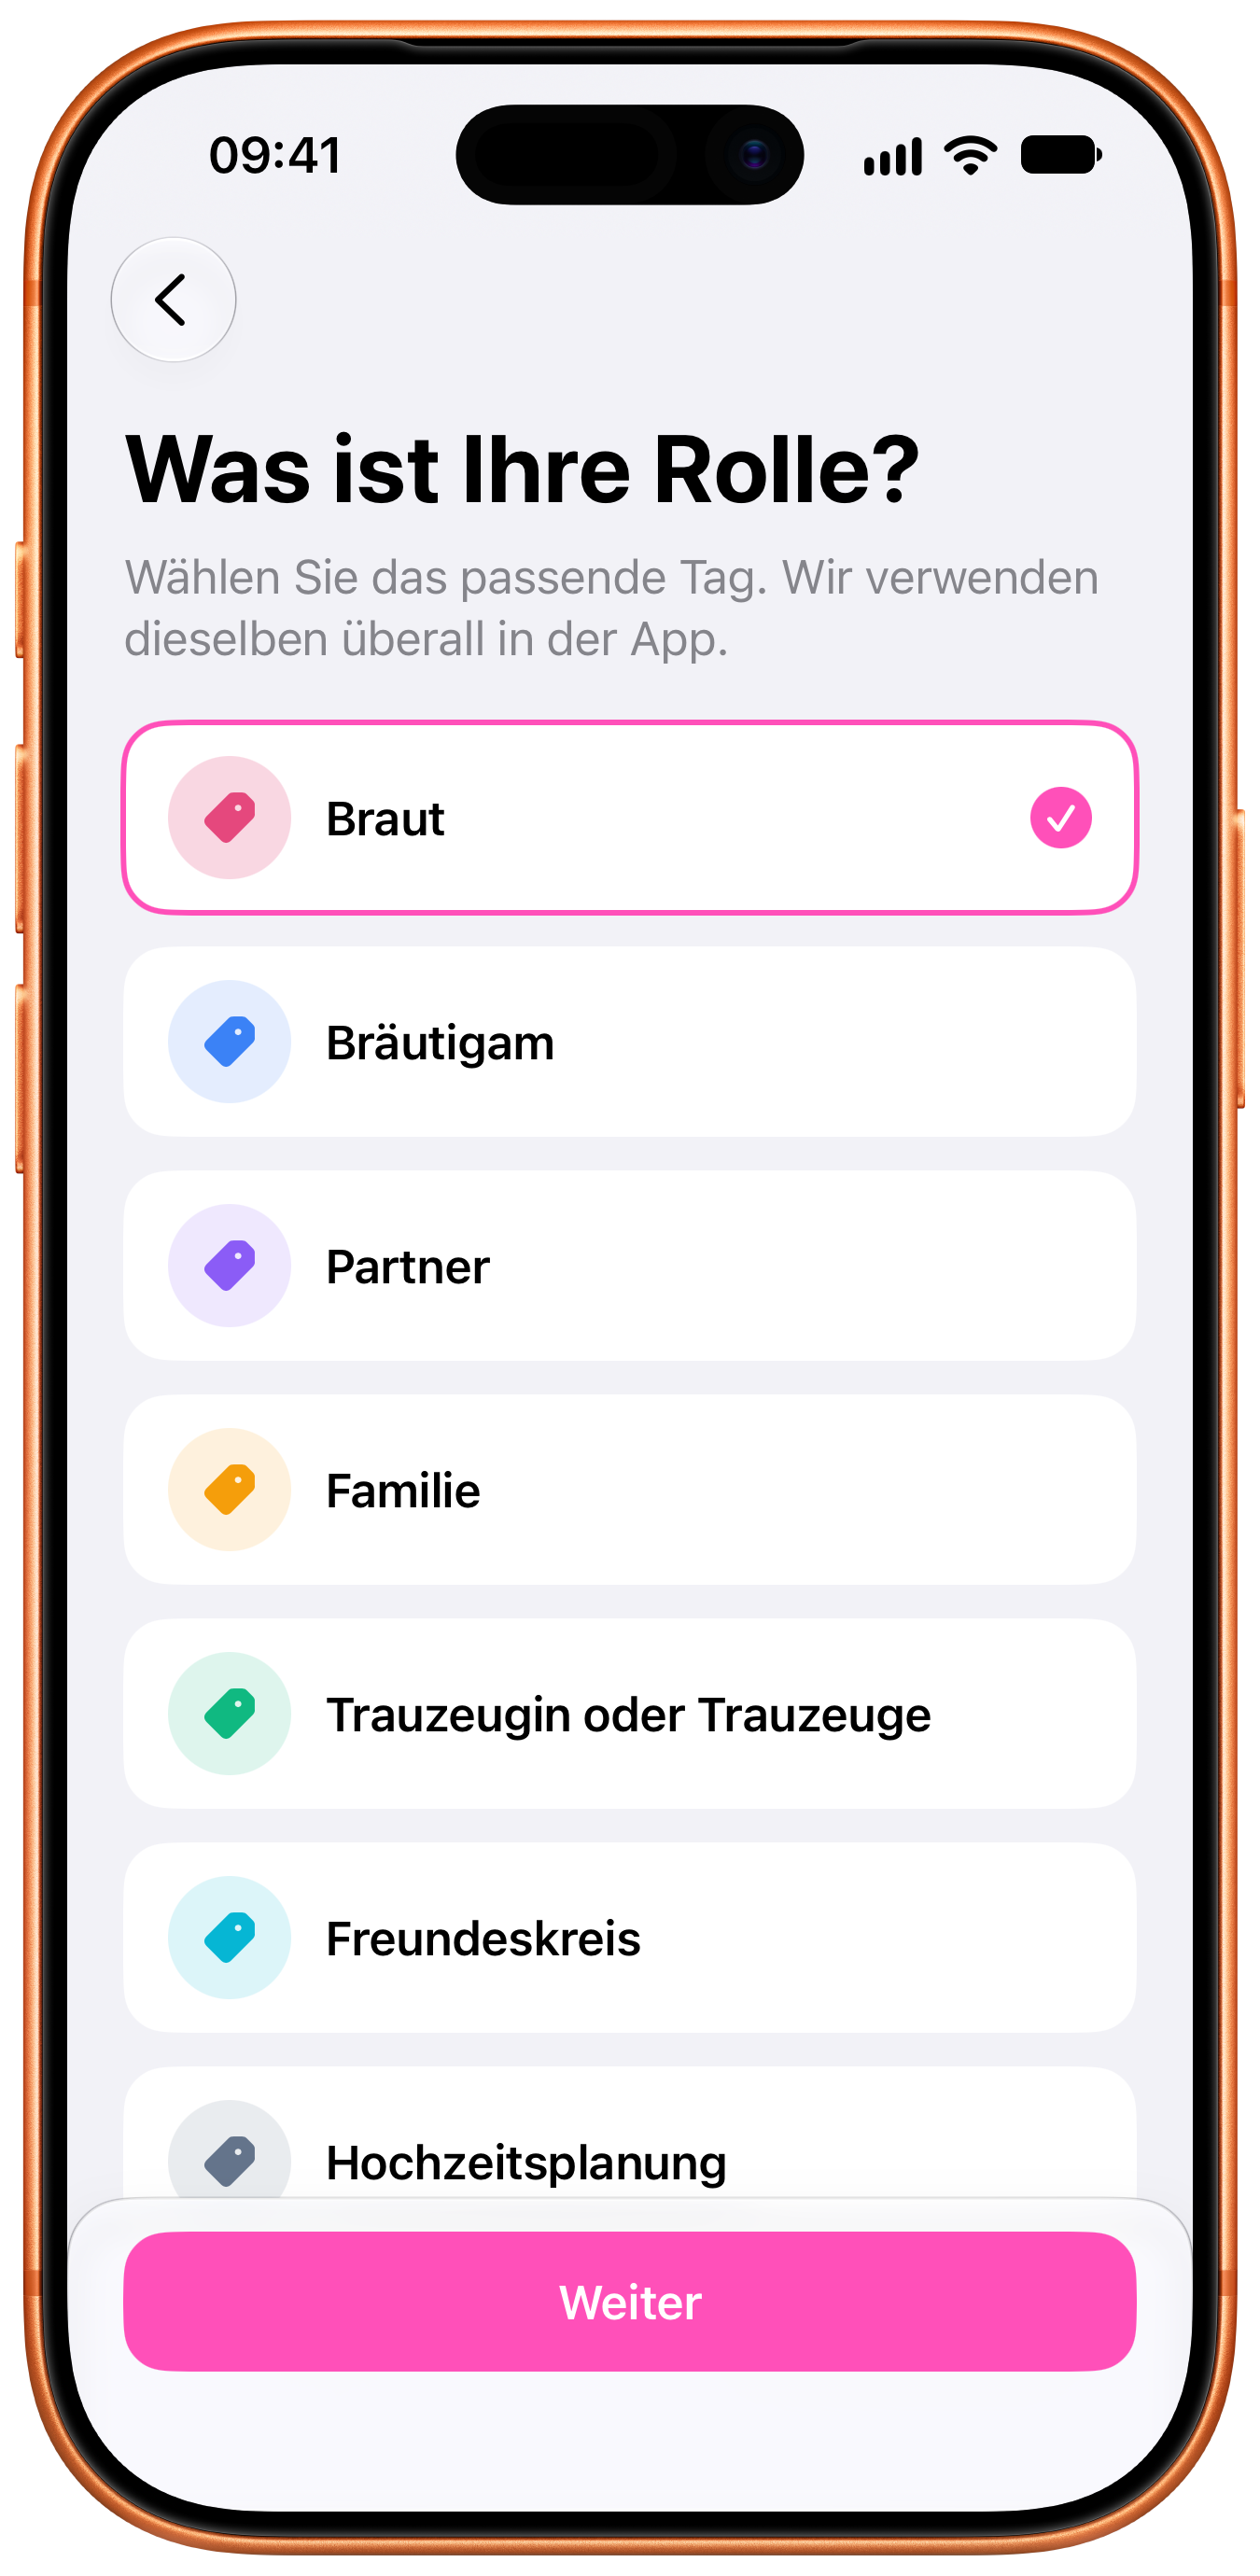 09:41
Was ist Ihre Rolle?
Wählen Sie das passende Tag. Wir verwenden
dieselben überall in der App.
Braut
Bräutigam
Partner
Familie
Trauzeugin oder Trauzeuge
Freundeskreis
Hochzeitsplanung
Weiter